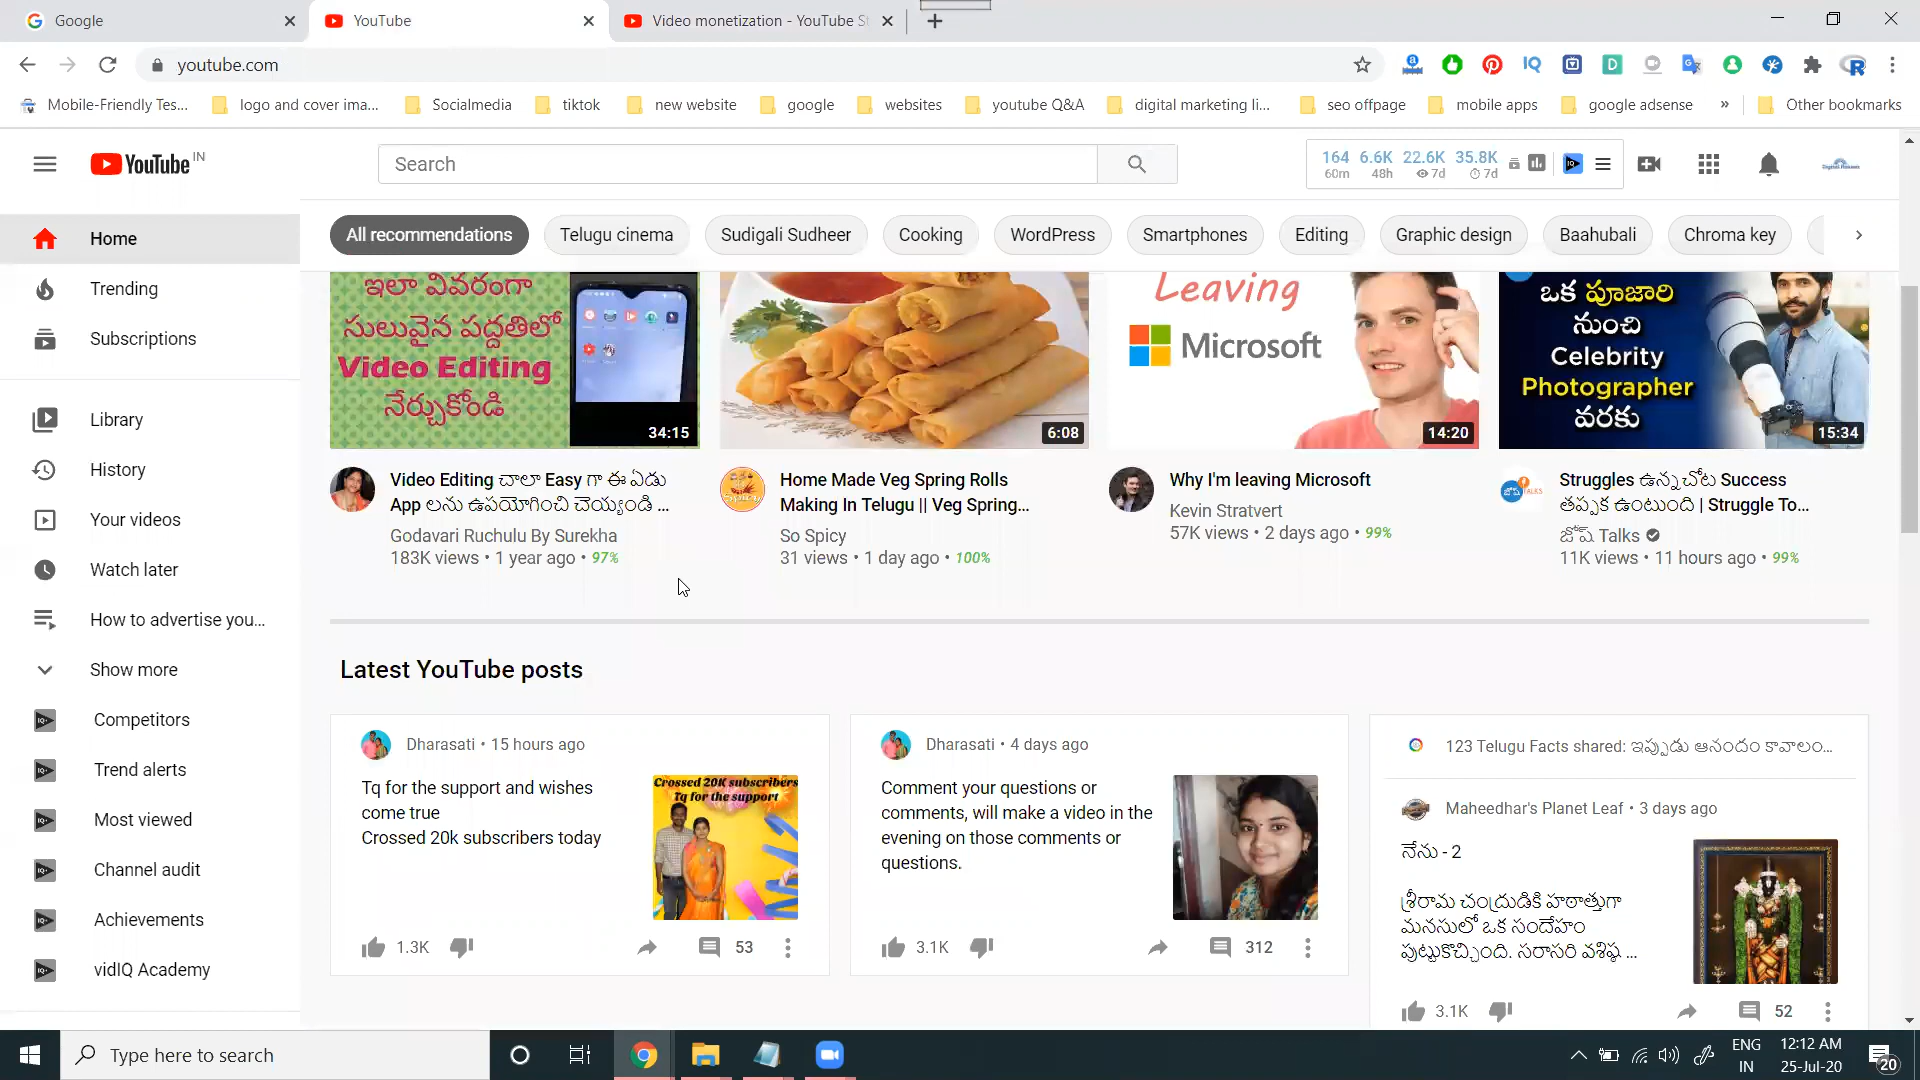 Google
YouTube
Video monetization - YouTube S
youtube.com
Mobile-Friendly Tes...
logo and cover ima...
Socialmedia
tiktok
new website
google
websites
youtube Q&A
digital marketing li...
seo offpage
mobile apps
google adsense
»
Other bookmarks
YouTube IN
Search
164 6.6K 22.6K 35.8K
60m 48h 7d 7d
Home
Trending
Subscriptions
Library
History
Your videos
Watch later
How to advertise you...
Show more
Competitors
Trend alerts
Most viewed
Channel audit
Achievements
vidIQ Academy
All recommendations
Telugu cinema
Sudigali Sudheer
Cooking
WordPress
Smartphones
Editing
Graphic design
Baahubali
Chroma key
ఇలా వివరంగా
సులువైన పద్దతిలో
Video Editing
నేర్చుకోండి
34:15
6:08
Leaving
Microsoft
14:20
ఒక పూజారి
నుంచి
Celebrity
Photographer
వరకు
15:34
Video Editing చాలా Easy గా ఈ ఏడు
App లను ఉపయోగించి చెయ్యండి ...
Godavari Ruchulu By Surekha
183K views • 1 year ago • 97%
Home Made Veg Spring Rolls
Making In Telugu || Veg Spring...
So Spicy
31 views • 1 day ago • 100%
Why I'm leaving Microsoft
Kevin Stratvert
57K views • 2 days ago • 99%
Struggles ఉన్నచోట Success
తప్పక ఉంటుంది | Struggle To...
జోష్ Talks
11K views • 11 hours ago • 99%
Latest YouTube posts
Dharasati • 15 hours ago
Tq for the support and wishes
come true
Crossed 20k subscribers today
Crossed 20K subscribers
Tq for the support
1.3K
53
Dharasati • 4 days ago
Comment your questions or
comments, will make a video in the
evening on those comments or
questions.
3.1K
312
123 Telugu Facts shared: ఇప్పుడు ఆనందం కావాలం...
Maheedhar's Planet Leaf • 3 days ago
నేను - 2
శ్రీరామ చంద్రుడికి హఠాత్తుగా
మనసులో ఒక సందేహం
పుట్టుకొచ్చింది. సరాసరి వశిష్ఠ ...
3.1K
52
Type here to search
ENG
IN
12:12 AM
25-Jul-20
20